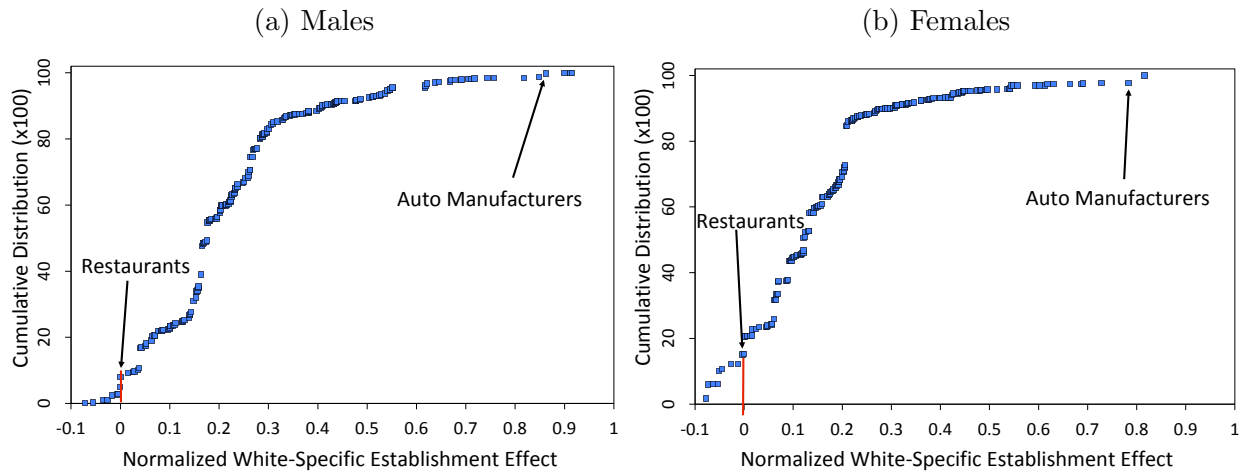 (a) Males
Cumulative Distribution (x100)
100
80
60
40
20
0
Auto Manufacturers
Restaurants
-0.1 0 0.1 0.2 0.3 0.4 0.5 0.6 0.7 0.8 0.9 1
Normalized White-Specific Establishment Effect
(b) Females
Cumulative Distribution (x100)
100
80
60
40
20
0
Restaurants
Auto Manufacturers
-0.1 0 0.1 0.2 0.3 0.4 0.5 0.6 0.7 0.8 0.9 1
Normalized White-Specific Establishment Effect